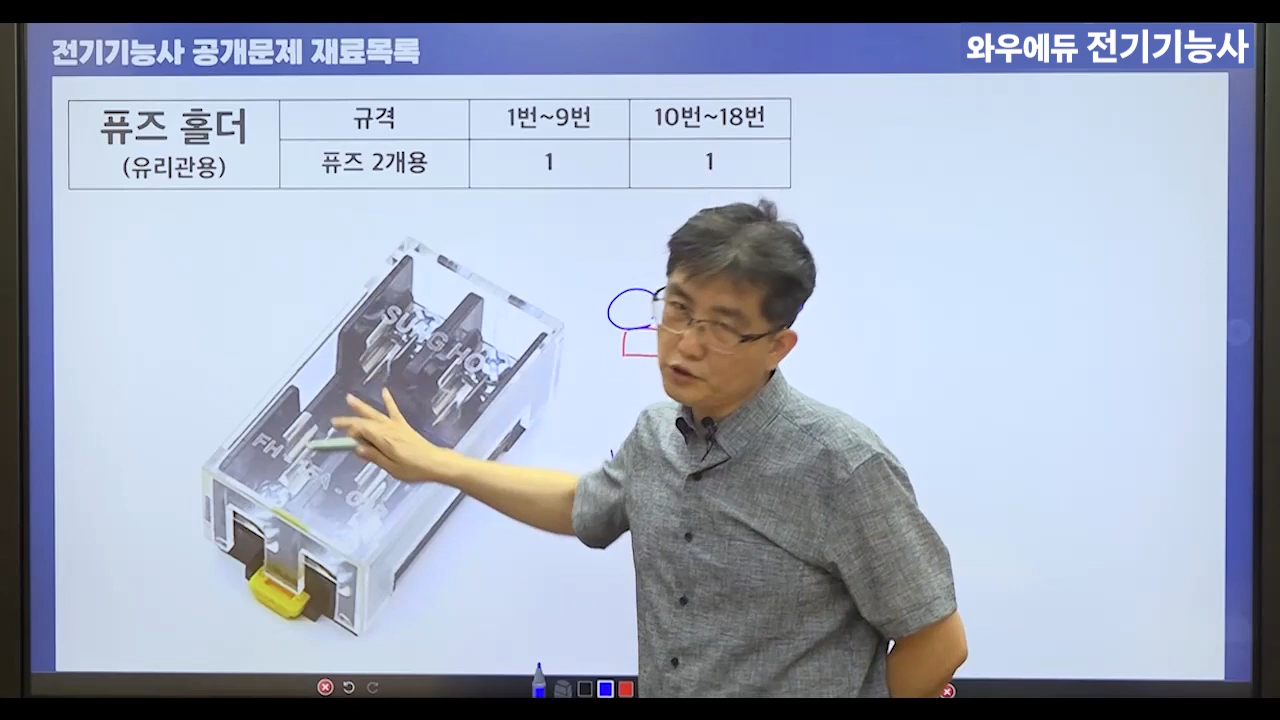 전기기능사 공개문제 재료목록
와우에듀 전기기능사
퓨즈 홀더
(유리관용)
규격
1번~9번
10번~18번
퓨즈 2개용
1
1
SUNG HO